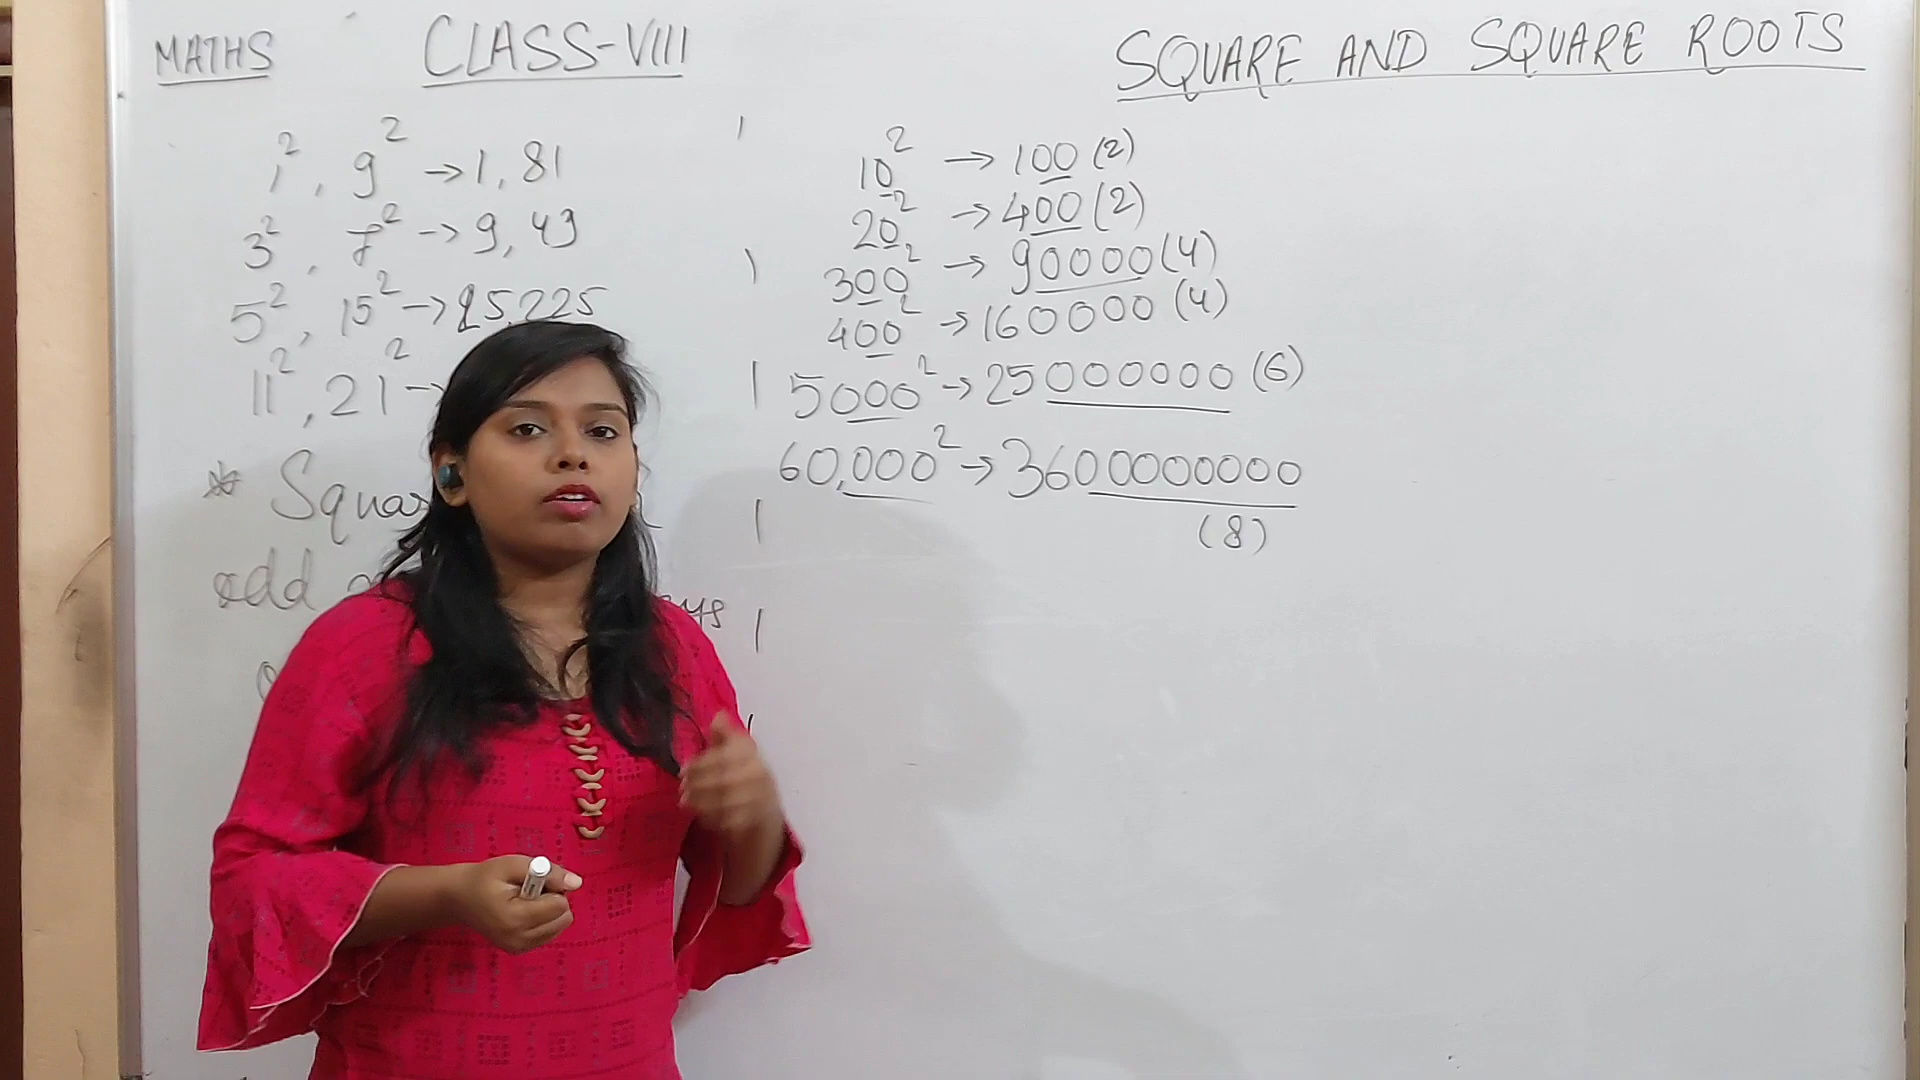 MATHS CLASS-VIII SQUARE AND SQUARE ROOTS
1², 9² → 1, 81
3², 7² → 9, 49
5², 15² → 25, 225
11², 21² →
* Squar
odd
10² → 100 (2)
20² → 400 (2)
300² → 90000 (4)
400² → 160000 (4)
5000² → 25000000 (6)
60,000² → 3600000000
(8)